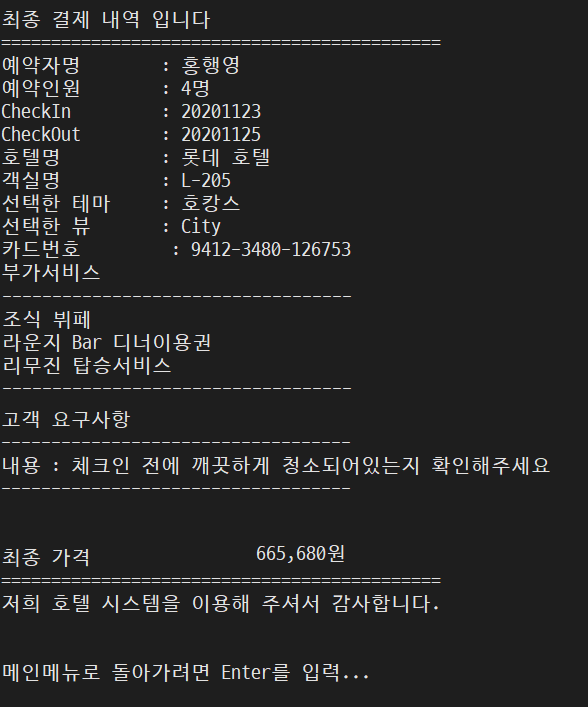 최종 결제 내역 입니다
============================================
예약자명 : 홍행영
예약인원 : 4명
CheckIn : 20201123
CheckOut : 20201125
호텔명 : 롯데 호텔
객실명 : L-205
선택한 테마 : 호캉스
선택한 뷰 : City
카드번호 : 9412-3480-126753
부가서비스
-----------------------------------
조식 뷔페
라운지 Bar 디너이용권
리무진 탑승서비스
-----------------------------------
고객 요구사항
-----------------------------------
내용 : 체크인 전에 깨끗하게 청소되어있는지 확인해주세요
-----------------------------------
최종 가격 665,680원
============================================
저희 호텔 시스템을 이용해 주셔서 감사합니다.
메인메뉴로 돌아가려면 Enter를 입력...